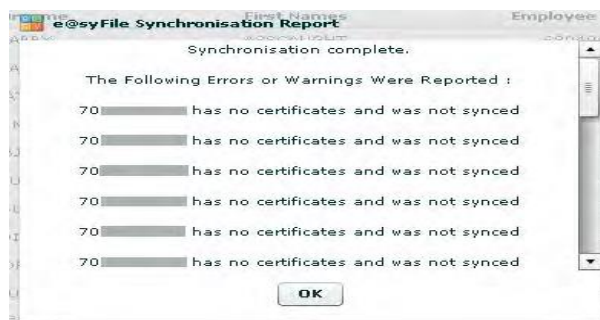 First Names
Employee
e@syFile Synchronisation Report
Synchronisation complete.
The Following Errors or Warnings Were Reported :
70 has no certificates and was not synced
70 has no certificates and was not synced
70 has no certificates and was not synced
70 has no certificates and was not synced
70 has no certificates and was not synced
70 has no certificates and was not synced
OK